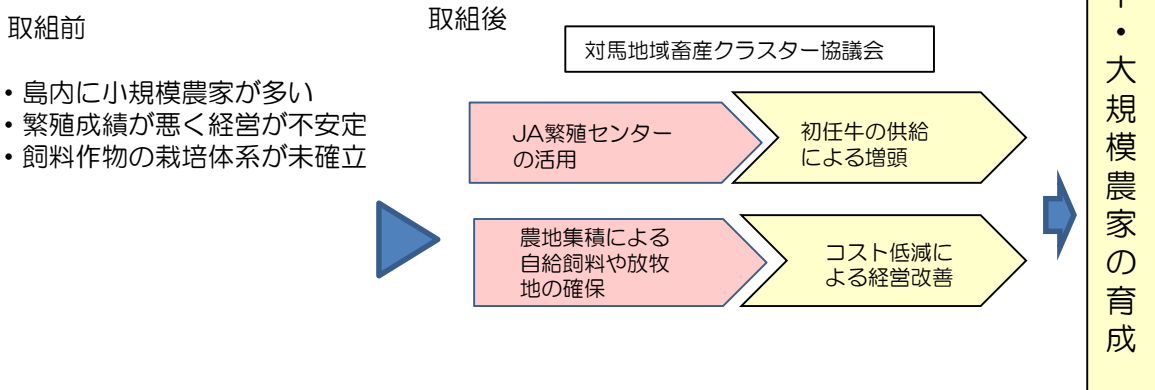 取組前
・島内に小規模農家が多い
・繁殖成績が悪く経営が不安定
・飼料作物の栽培体系が未確立
取組後
対馬地域畜産クラスター協議会
JA繁殖センター
の活用
初任牛の供給
による増頭
農地集積による
自給飼料や放牧
地の確保
コスト低減に
よる経営改善
・大規模農家の育成